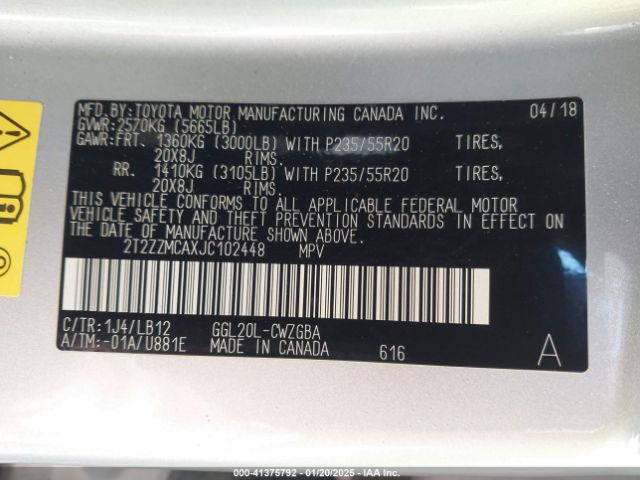 MFD.BY:TOYOTA MOTOR MANUFACTURING CANADA INC. 04/18
GVWR:2570KG (5665LB)
GAWR:FRT. 1360KG (3000LB) WITH P235/55R20 TIRES,
20X8J RIMS.
RR. 1410KG (3105LB) WITH P235/55R20 TIRES,
20X8J RIMS.
THIS VEHICLE CONFORMS TO ALL APPLICABLE FEDERAL MOTOR
VEHICLE SAFETY AND THEFT PREVENTION STANDARDS IN EFFECT ON
THE DATE OF MANUFACTURE SHOWN ABOVE.
2T2ZZMCAXJC102448 MPV
C/TR:1J4/LB12 GGL20L-CWZGBA
A/TM:-01A/U881E MADE IN CANADA 616 A
000-41375792 - 01/20/2025 - IAA Inc.